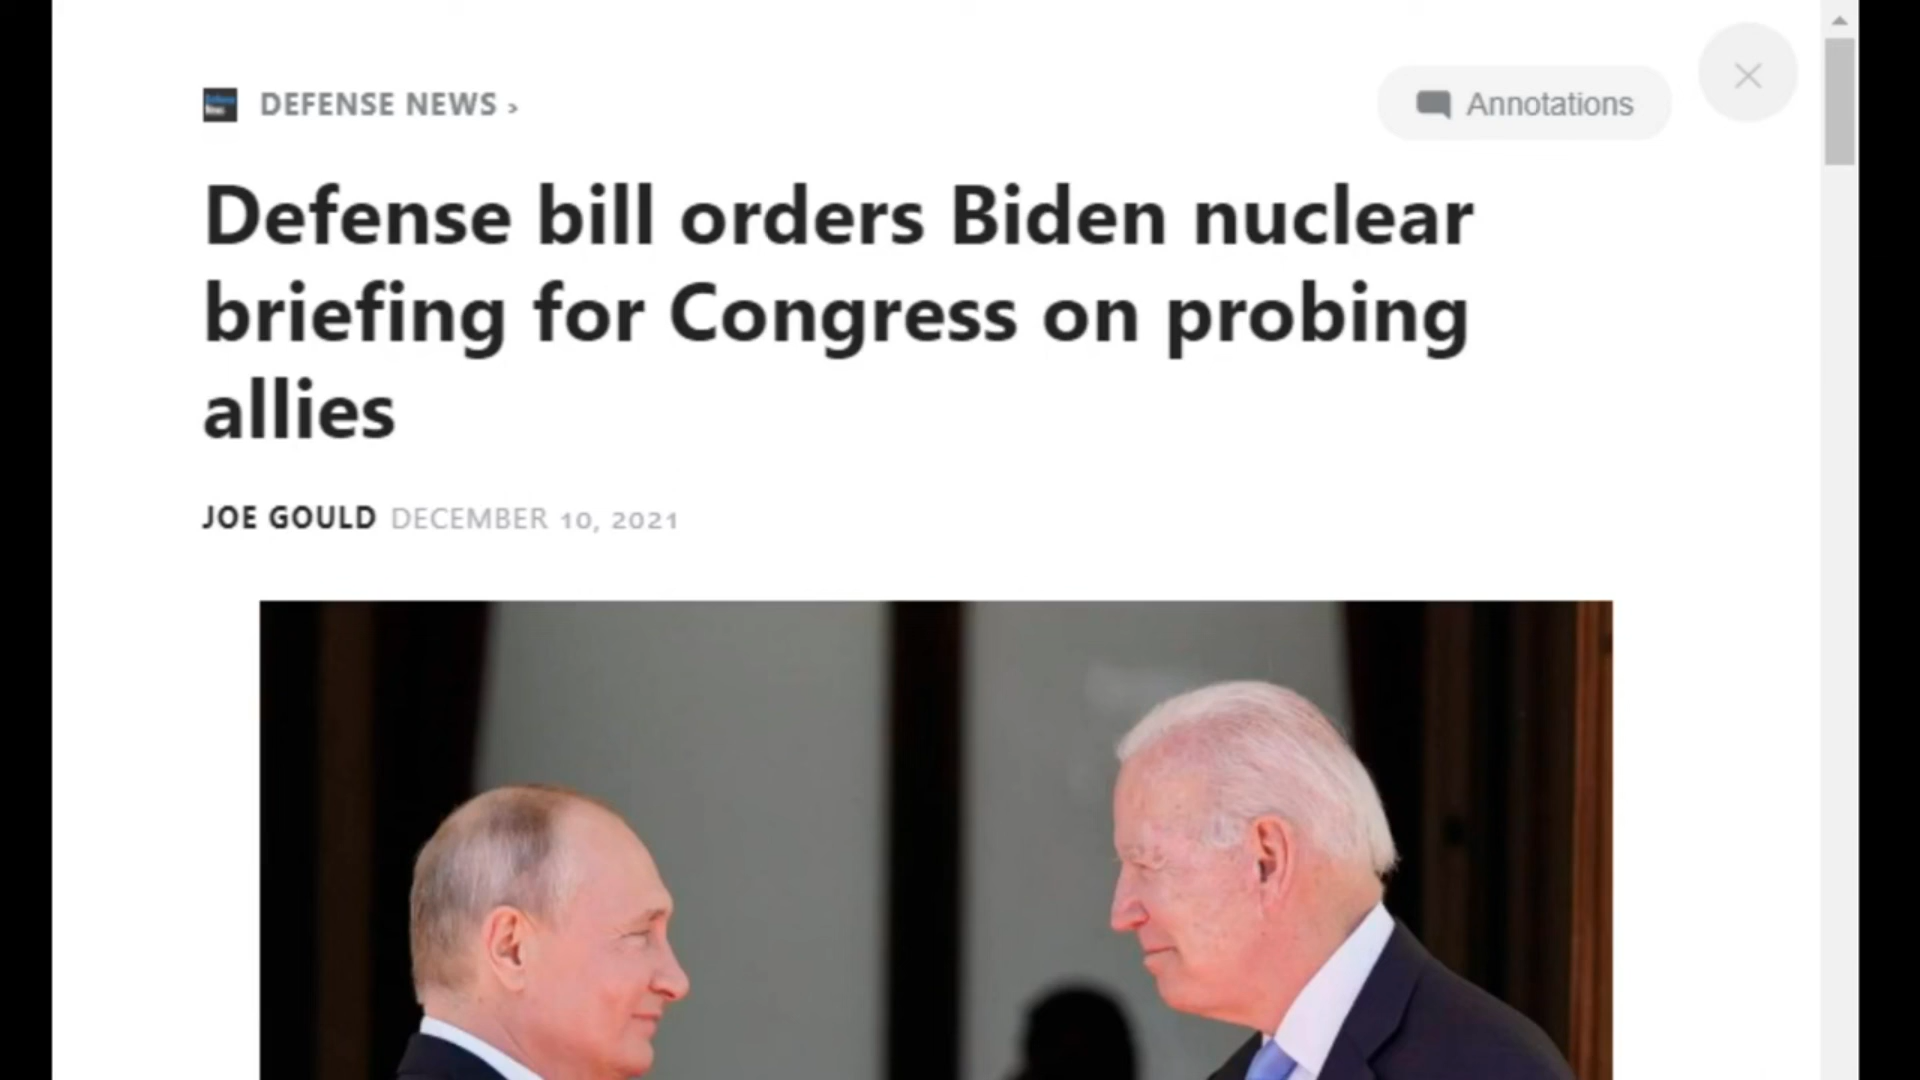 DEFENSE NEWS ›
Annotations
Defense bill orders Biden nuclear
briefing for Congress on probing
allies
JOE GOULD DECEMBER 10, 2021